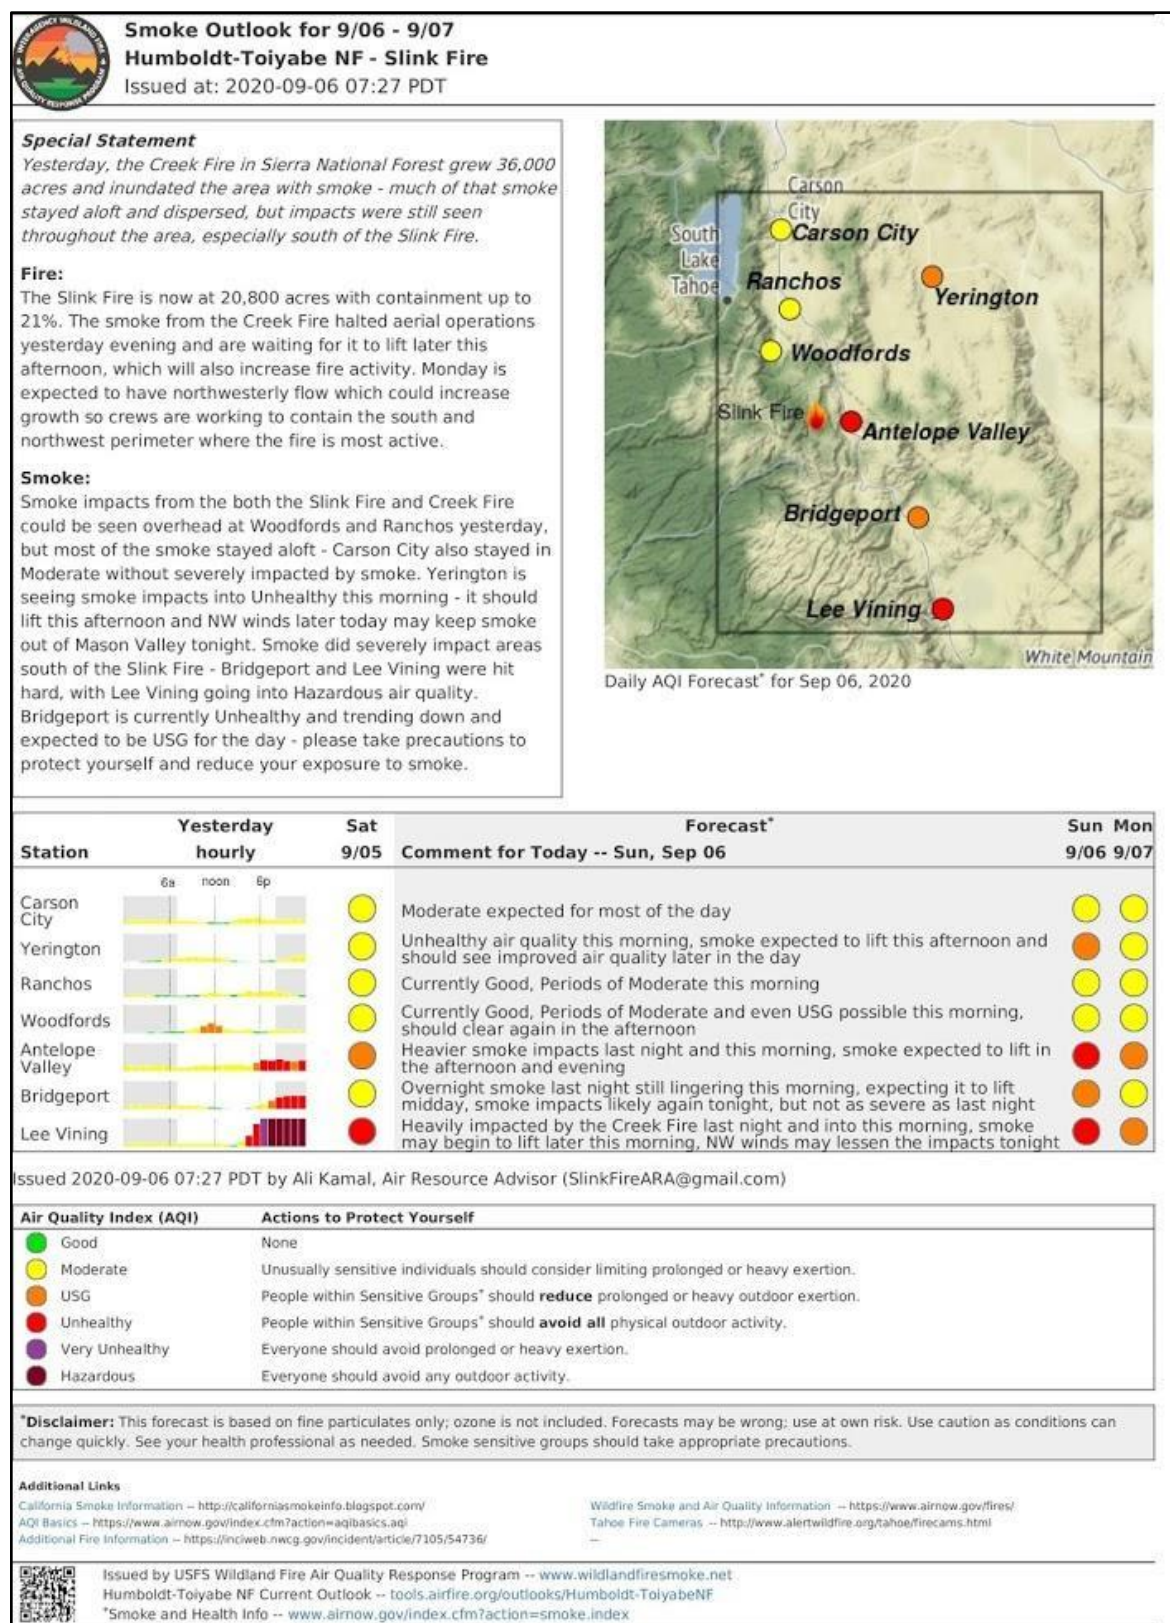 INTERAGENCY WILDLAND FIRE
AIR QUALITY RESPONSE PROGRAM
Smoke Outlook for 9/06 - 9/07
Humboldt-Toiyabe NF - Slink Fire
Issued at: 2020-09-06 07:27 PDT
Special Statement
Yesterday, the Creek Fire in Sierra National Forest grew 36,000
acres and inundated the area with smoke - much of that smoke
stayed aloft and dispersed, but impacts were still seen
throughout the area, especially south of the Slink Fire.
Fire:
The Slink Fire is now at 20,800 acres with containment up to
21%. The smoke from the Creek Fire halted aerial operations
yesterday evening and are waiting for it to lift later this
afternoon, which will also increase fire activity. Monday is
expected to have northwesterly flow which could increase
growth so crews are working to contain the south and
northwest perimeter where the fire is most active.
Smoke:
Smoke impacts from the both the Slink Fire and Creek Fire
could be seen overhead at Woodfords and Ranchos yesterday,
but most of the smoke stayed aloft - Carson City also stayed in
Moderate without severely impacted by smoke. Yerington is
seeing smoke impacts into Unhealthy this morning - it should
lift this afternoon and NW winds later today may keep smoke
out of Mason Valley tonight. Smoke did severely impact areas
south of the Slink Fire - Bridgeport and Lee Vining were hit
hard, with Lee Vining going into Hazardous air quality.
Bridgeport is currently Unhealthy and trending down and
expected to be USG for the day - please take precautions to
protect yourself and reduce your exposure to smoke.
Carson
City
Carson City
South
Lake
Tahoe
Ranchos
Yerington
Woodfords
Slink Fire
Antelope Valley
Bridgeport
Lee Vining
White Mountain
Daily AQI Forecast* for Sep 06, 2020
Yesterday Sat Forecast* Sun Mon
Station hourly 9/05 Comment for Today -- Sun, Sep 06 9/06 9/07
6a noon 6p
Carson
City
Moderate expected for most of the day
Yerington
Unhealthy air quality this morning, smoke expected to lift this afternoon and
should see improved air quality later in the day
Ranchos
Currently Good, Periods of Moderate this morning
Woodfords
Currently Good, Periods of Moderate and even USG possible this morning,
should clear again in the afternoon
Antelope
Valley
Heavier smoke impacts last night and this morning, smoke expected to lift in
the afternoon and evening
Bridgeport
Overnight smoke last night still lingering this morning, expecting it to lift
midday, smoke impacts likely again tonight, but not as severe as last night
Lee Vining
Heavily impacted by the Creek Fire last night and into this morning, smoke
may begin to lift later this morning, NW winds may lessen the impacts tonight
Issued 2020-09-06 07:27 PDT by Ali Kamal, Air Resource Advisor (SlinkFireARA@gmail.com)
Air Quality Index (AQI) Actions to Protect Yourself
Good None
Moderate Unusually sensitive individuals should consider limiting prolonged or heavy exertion.
USG People within Sensitive Groups* should reduce prolonged or heavy outdoor exertion.
Unhealthy People within Sensitive Groups* should avoid all physical outdoor activity.
Very Unhealthy Everyone should avoid prolonged or heavy exertion.
Hazardous Everyone should avoid any outdoor activity.
*Disclaimer: This forecast is based on fine particulates only; ozone is not included. Forecasts may be wrong; use at own risk. Use caution as conditions can
change quickly. See your health professional as needed. Smoke sensitive groups should take appropriate precautions.
Additional Links
California Smoke Information -- http://californiasmokeinfo.blogspot.com/
AQI Basics -- https://www.airnow.gov/index.cfm?action=aqibasics.aqi
Additional Fire Information -- https://inciweb.nwcg.gov/incident/article/7105/54736/
Wildfire Smoke and Air Quality Information -- https://www.airnow.gov/fires/
Tahoe Fire Cameras -- http://www.alertwildfire.org/tahoe/firecams.html
--
Issued by USFS Wildland Fire Air Quality Response Program -- www.wildlandfiresmoke.net
Humboldt-Toiyabe NF Current Outlook -- tools.airfire.org/outlooks/Humboldt-ToiyabeNF
*Smoke and Health Info -- www.airnow.gov/index.cfm?action=smoke.index